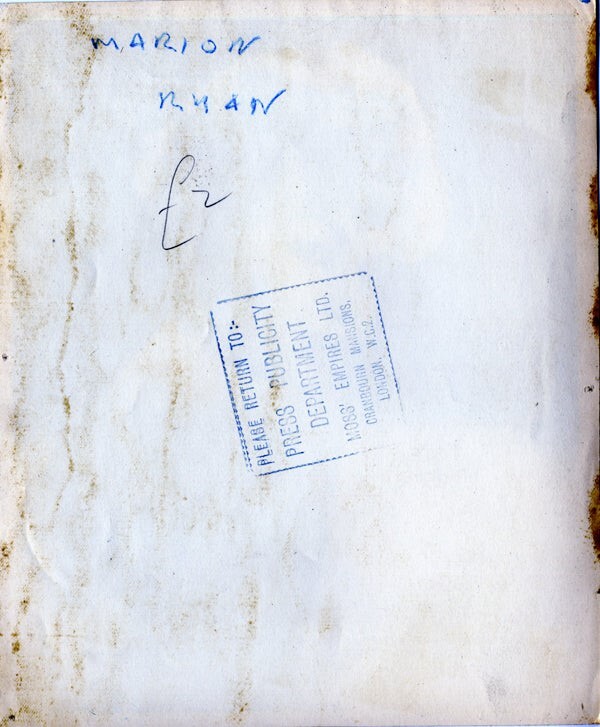 MARION
RYAN
£2
PLEASE RETURN TO:-
PRESS PUBLICITY
DEPARTMENT
MOSS' EMPIRES LTD.
CRANBOURN MANSIONS,
LONDON. W.C.2.